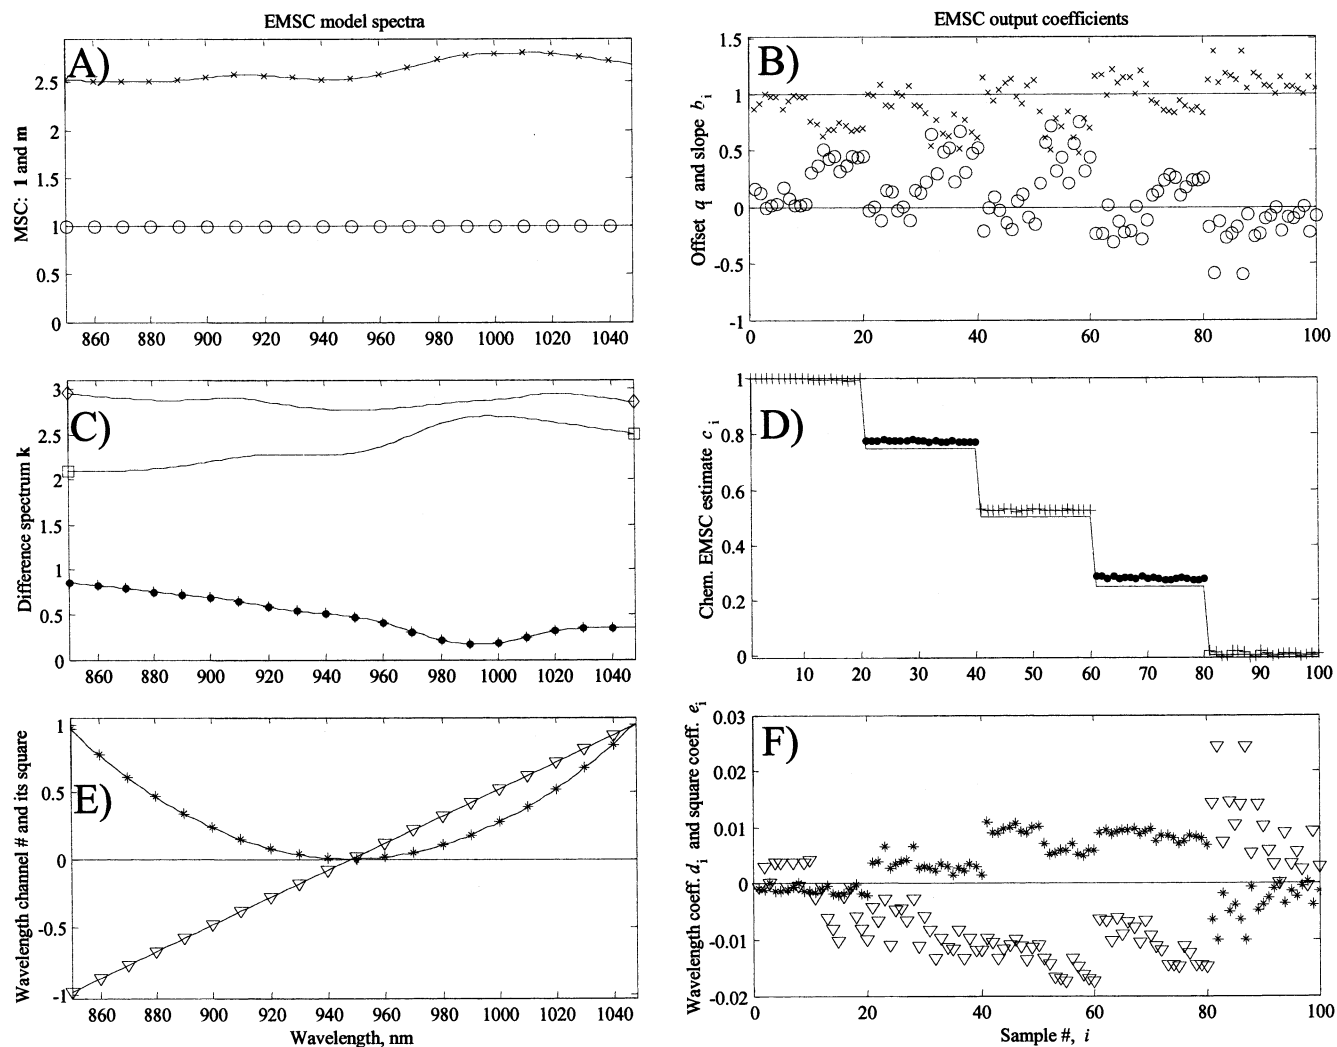 EMSC model spectra
EMSC output coefficients
A)
MSC: 1 and m
2.5
2
1.5
1
0.5
0
860 880 900 920 940 960 980 1000 1020 1040
B)
Offset a_i and slope b_i
1.5
1
0.5
0
-0.5
-1
0 20 40 60 80 100
C)
Difference spectrum k
3
2.5
2
1.5
1
0.5
0
860 880 900 920 940 960 980 1000 1020 1040
D)
Chem. EMSC estimate c_i
1
0.8
0.6
0.4
0.2
0
10 20 30 40 50 60 70 80 90 100
E)
Wavelength channel # and its square
1
0.5
0
-0.5
-1
860 880 900 920 940 960 980 1000 1020 1040
Wavelength, nm
F)
Wavelength coeff. d_i and square coeff. e_i
0.03
0.02
0.01
0
-0.01
-0.02
0 20 40 60 80 100
Sample #, i